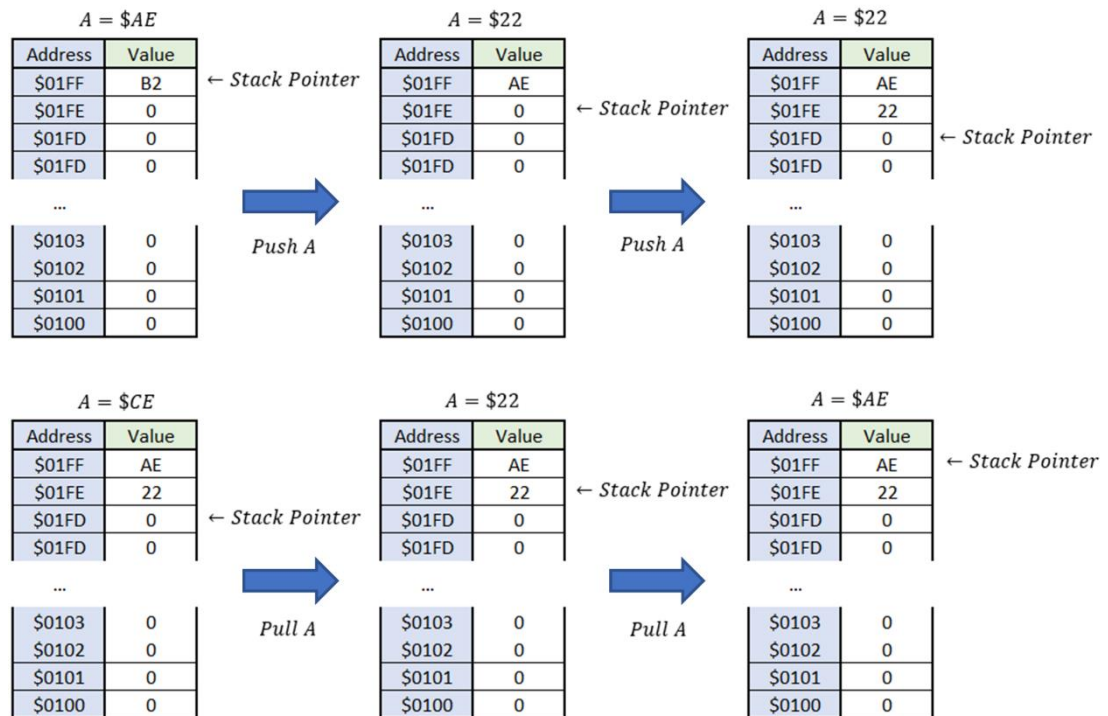 A = $AE A = $22 A = $22
Address Value Address Value Address Value
$01FF B2 ← Stack Pointer $01FF AE $01FF AE
$01FE 0 $01FE 0 ← Stack Pointer $01FE 22
$01FD 0 $01FD 0 $01FD 0 ← Stack Pointer
$01FD 0 $01FD 0 $01FD 0
... ... ...
$0103 0 Push A $0103 0 Push A $0103 0
$0102 0 $0102 0 $0102 0
$0101 0 $0101 0 $0101 0
$0100 0 $0100 0 $0100 0
A = $CE A = $22 A = $AE
Address Value Address Value Address Value
$01FF AE $01FF AE $01FF AE ← Stack Pointer
$01FE 22 $01FE 22 ← Stack Pointer $01FE 22
$01FD 0 ← Stack Pointer $01FD 0 $01FD 0
$01FD 0 $01FD 0 $01FD 0
... ... ...
$0103 0 Pull A $0103 0 Pull A $0103 0
$0102 0 $0102 0 $0102 0
$0101 0 $0101 0 $0101 0
$0100 0 $0100 0 $0100 0